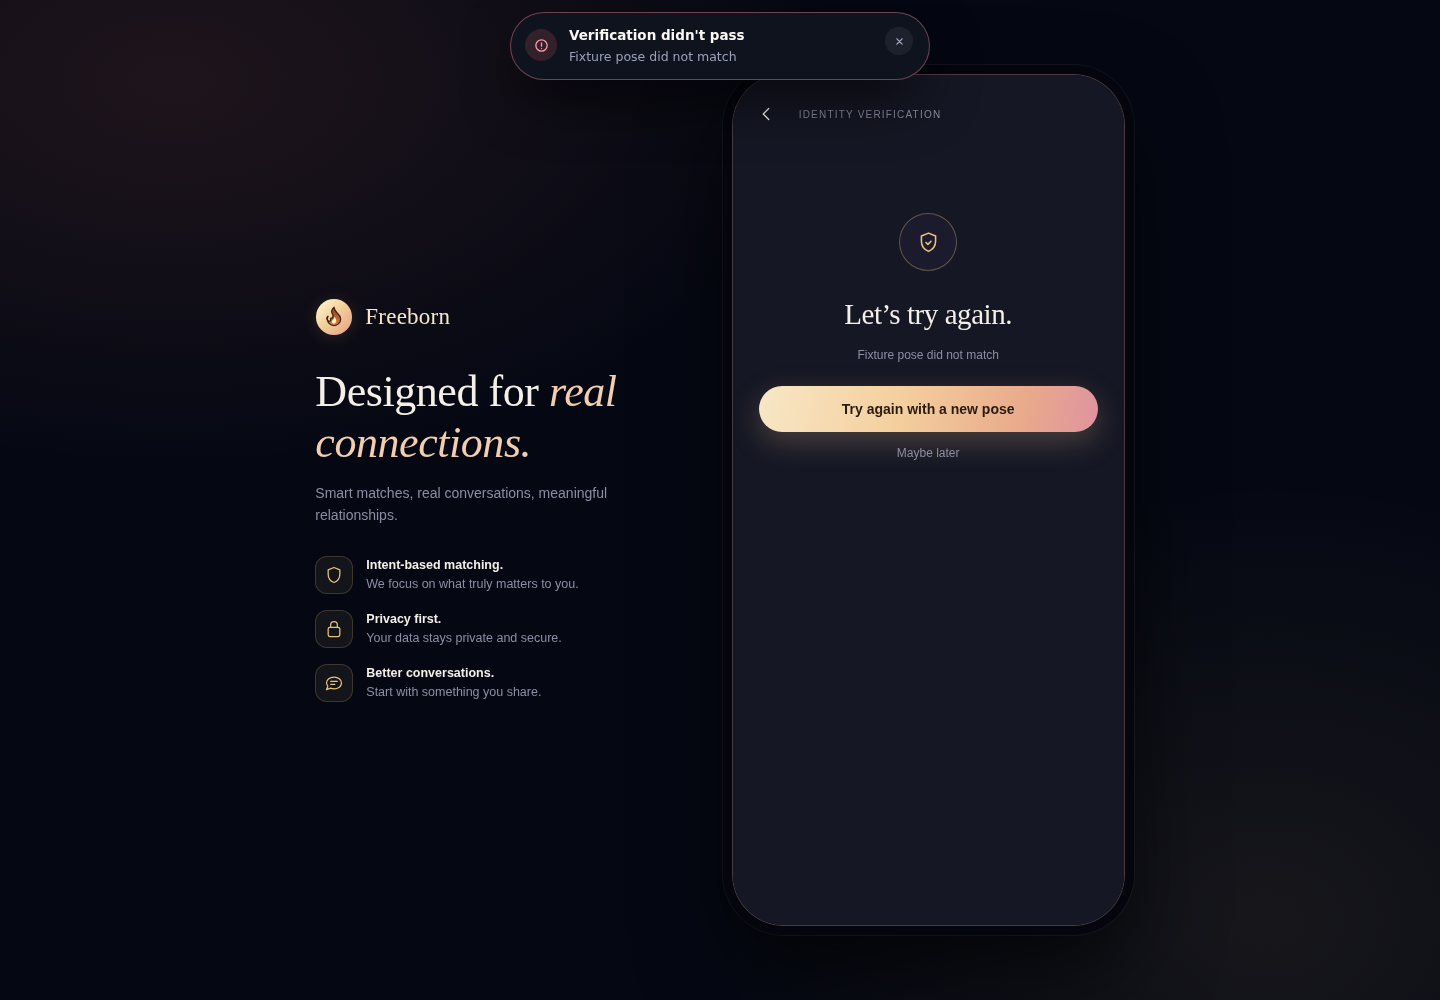 Verification didn't pass
Fixture pose did not match
IDENTITY VERIFICATION
Freeborn
Designed for real
connections.
Smart matches, real conversations, meaningful
relationships.
Intent-based matching.
We focus on what truly matters to you.
Privacy first.
Your data stays private and secure.
Better conversations.
Start with something you share.
Let’s try again.
Fixture pose did not match
Try again with a new pose
Maybe later